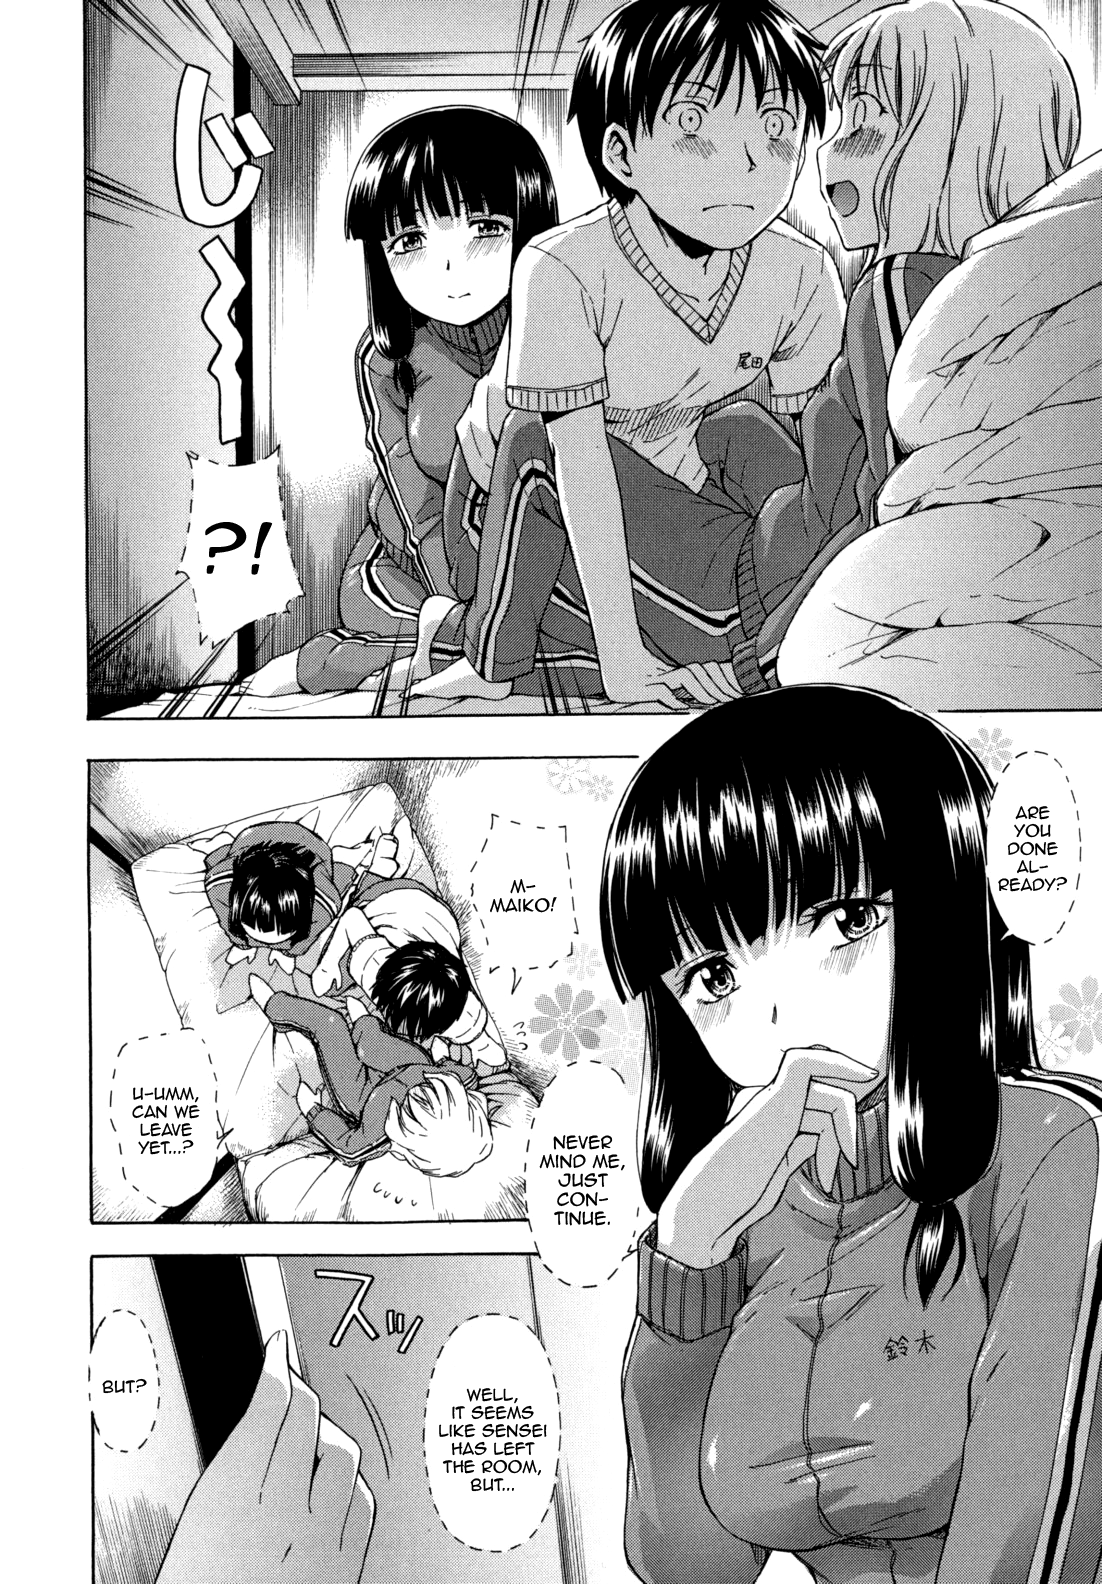 じ〜〜
?!
尾田
ARE
YOU
DONE
AL-
READY?
M-
MAIKO!
NEVER
MIND ME,
JUST
CON-
TINUE.
U-UMM,
CAN WE
LEAVE
YET...?
鈴木
ズッ
WELL,
IT SEEMS
LIKE SENSEI
HAS LEFT
THE ROOM,
BUT...
BUT?